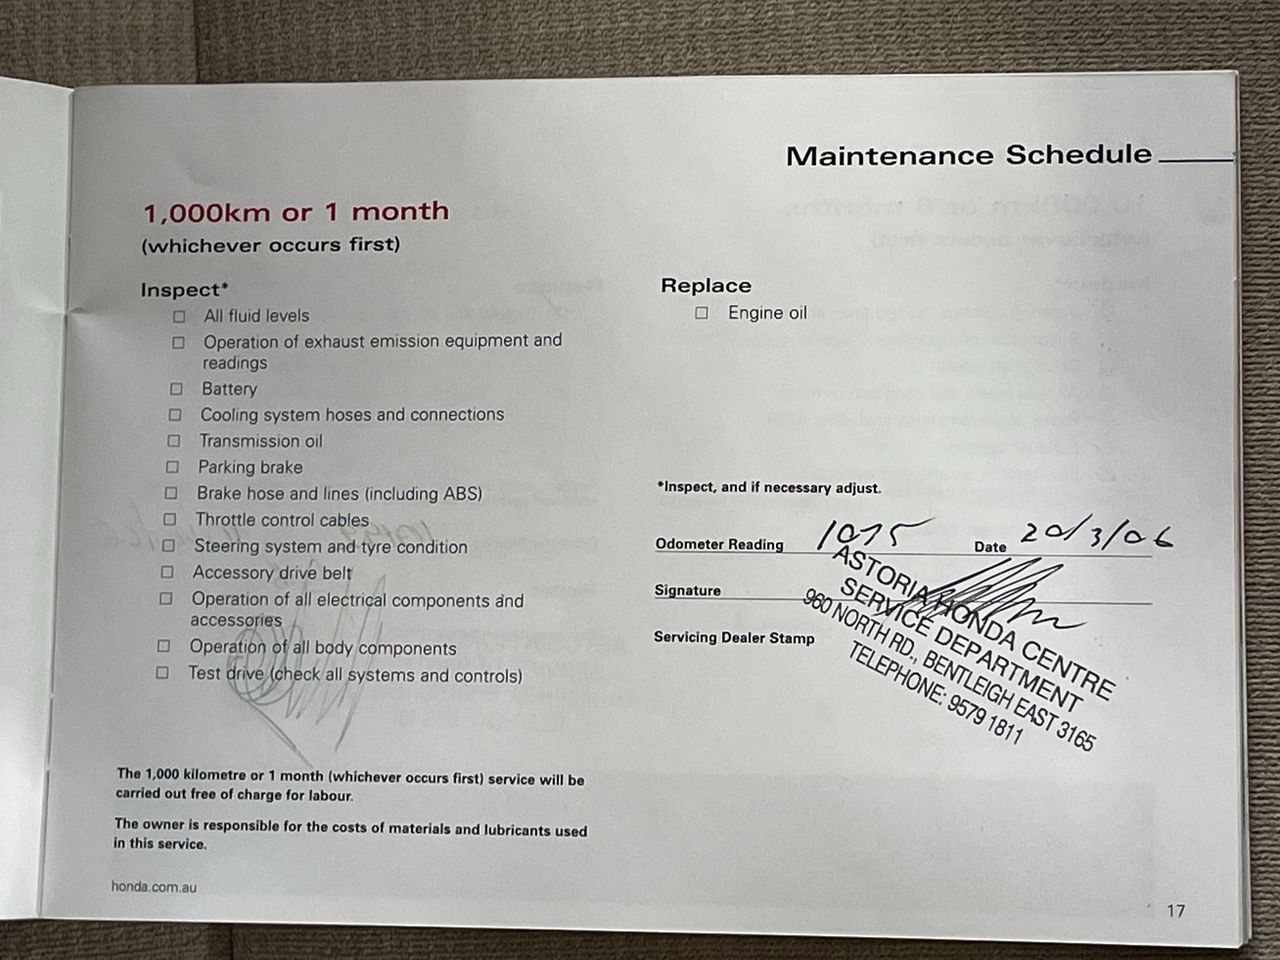 Maintenance Schedule
1,000km or 1 month
(whichever occurs first)
Inspect*
All fluid levels
Operation of exhaust emission equipment and
readings
Battery
Cooling system hoses and connections
Transmission oil
Parking brake
Brake hose and lines (including ABS)
Throttle control cables
Steering system and tyre condition
Accessory drive belt
Operation of all electrical components and
accessories
Operation of all body components
Test drive (check all systems and controls)
The 1,000 kilometre or 1 month (whichever occurs first) service will be
carried out free of charge for labour.
The owner is responsible for the costs of materials and lubricants used
in this service.
honda.com.au
Replace
Engine oil
*Inspect, and if necessary adjust.
Odometer Reading 1075 Date 20/3/06
Signature
Servicing Dealer Stamp
ASTORIA HONDA CENTRE
SERVICE DEPARTMENT
960 NORTH RD., BENTLEIGH EAST 3165
TELEPHONE: 9579 1811
17